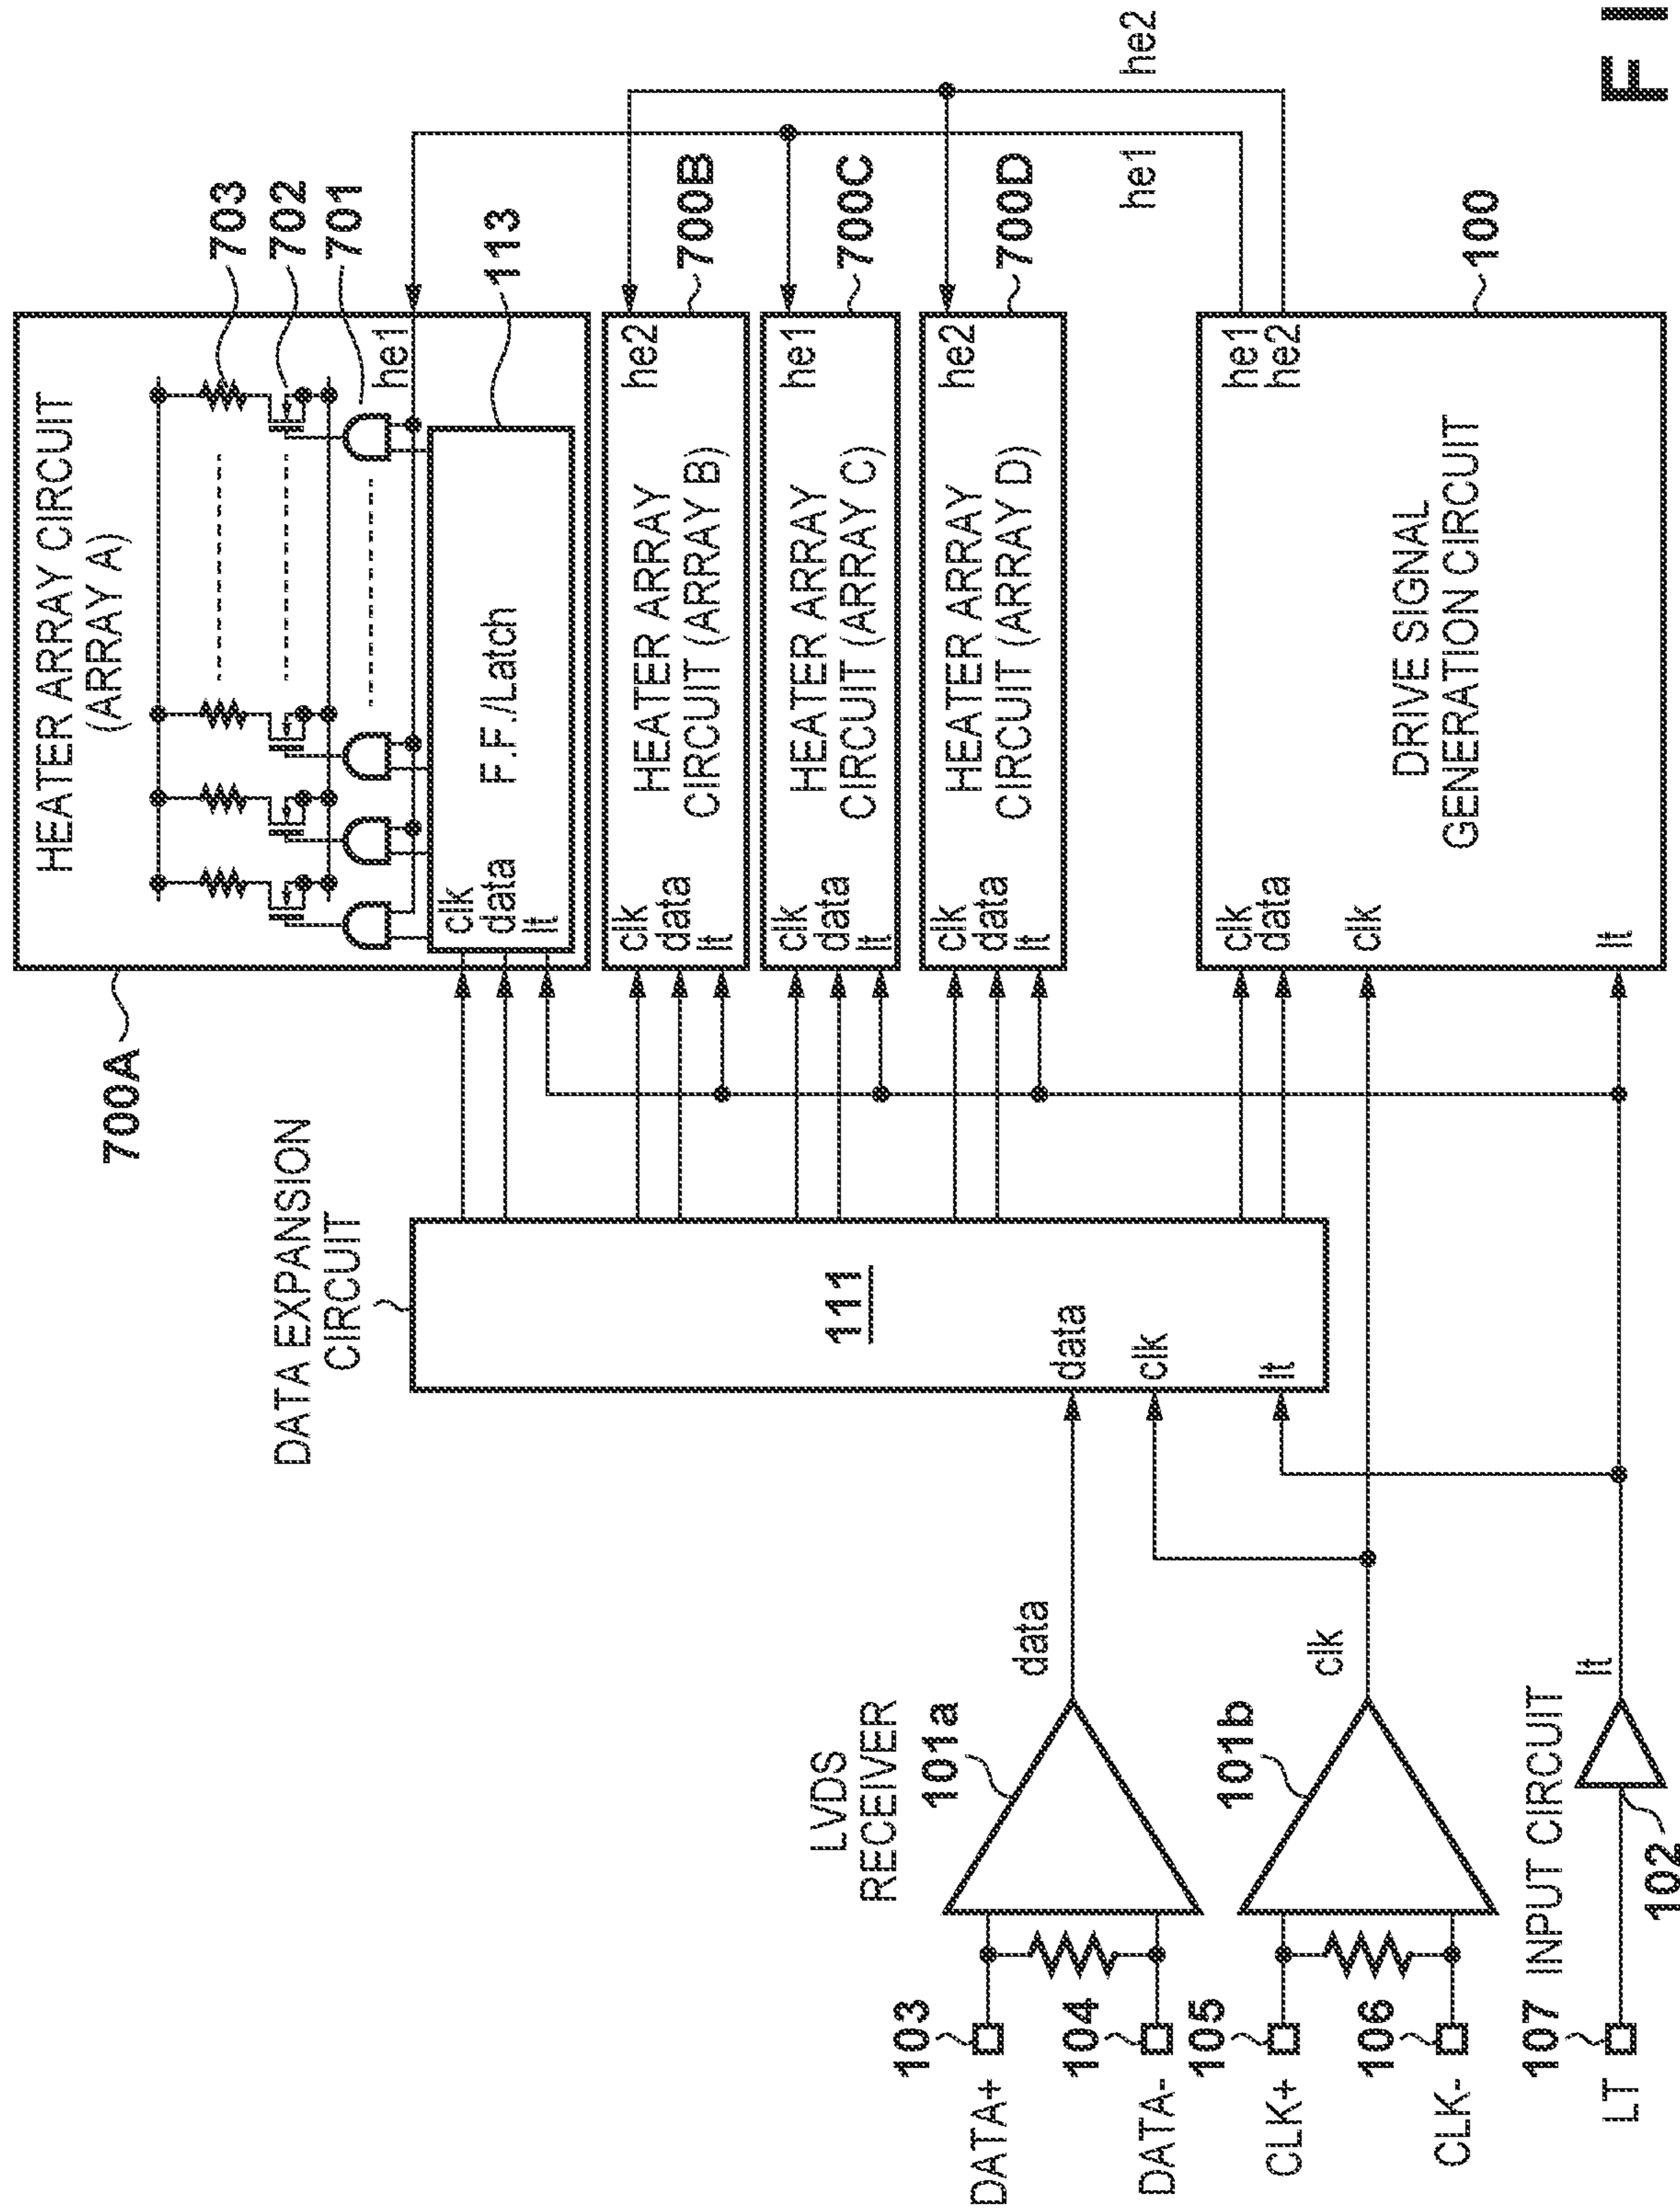 FI
HEATER ARRAY CIRCUIT
(ARRAY A)
700A
703
702
701
he1
113
clk
data
lt
F.F./Latch
DATA EXPANSION
CIRCUIT
111
data
clk
lt
clk
data
lt
HEATER ARRAY
CIRCUIT (ARRAY B)
he2
700B
clk
data
lt
HEATER ARRAY
CIRCUIT (ARRAY C)
he1
700C
clk
data
lt
HEATER ARRAY
CIRCUIT (ARRAY D)
he2
700D
he1
he2
clk
data
clk
lt
DRIVE SIGNAL
GENERATION CIRCUIT
he1
he2
100
LVDS
RECEIVER
101a
data
101b
clk
INPUT CIRCUIT
lt
102
103
DATA+
104
DATA-
105
CLK+
106
CLK-
107
LT